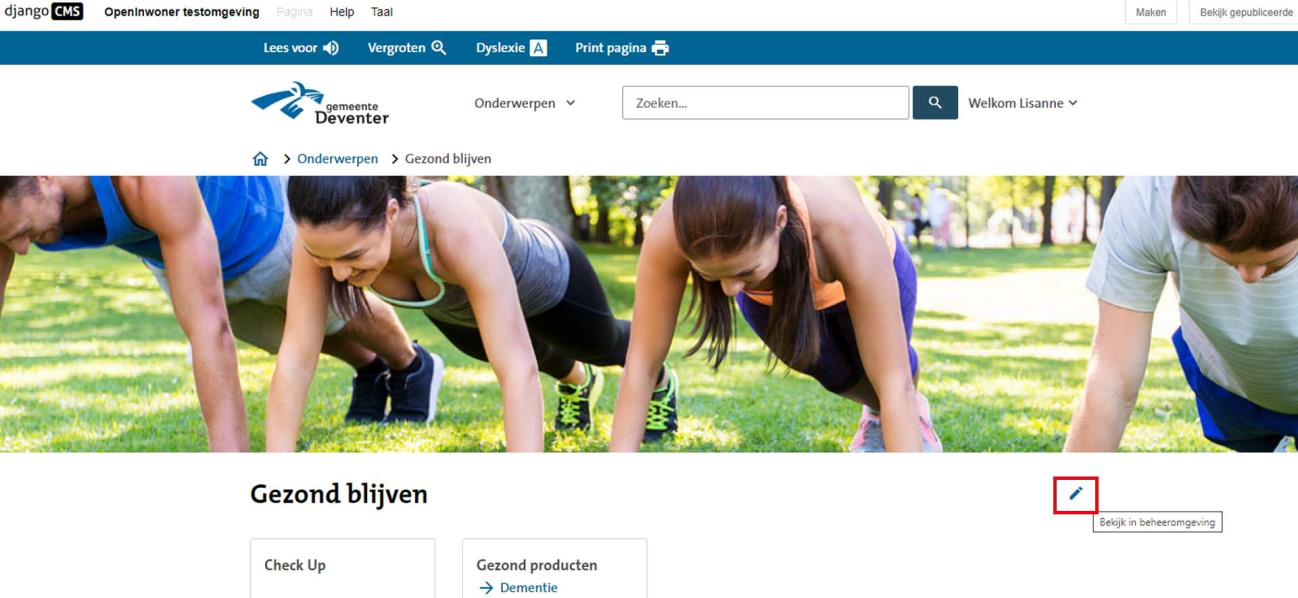 django CMS OpenInwoner testomgeving Pagina Help Taal Maken Bekijk gepubliceerde
Lees voor Vergroten Dyslexie A Print pagina
gemeente
Deventer
Onderwerpen Zoeken... Welkom Lisanne
Onderwerpen Gezond blijven
Gezond blijven
Bekijk in beheeromgeving
Check Up Gezond producten
Dementie